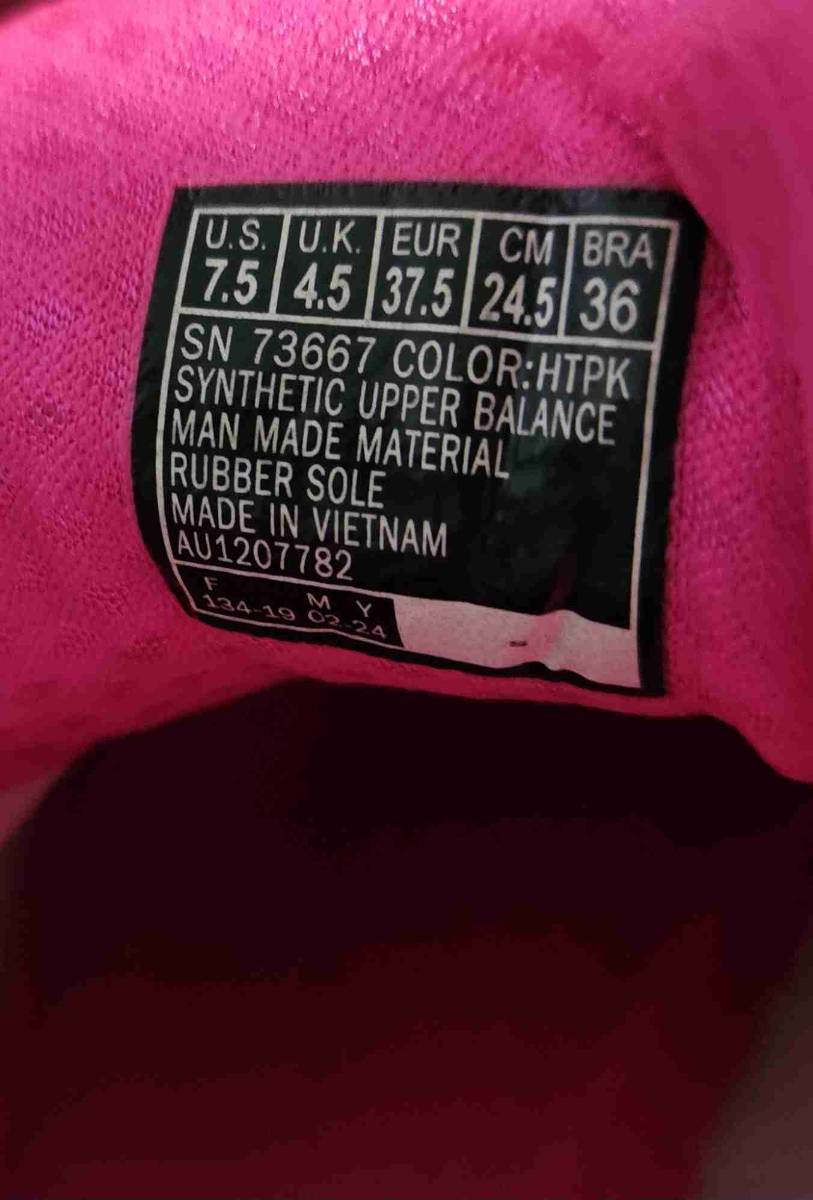 U.S. U.K. EUR CM BRA
7.5 4.5 37.5 24.5 36
SN 73667 COLOR:HTPK
SYNTHETIC UPPER BALANCE
MAN MADE MATERIAL
RUBBER SOLE
MADE IN VIETNAM
AU1207782
F M Y
134-19 02-24